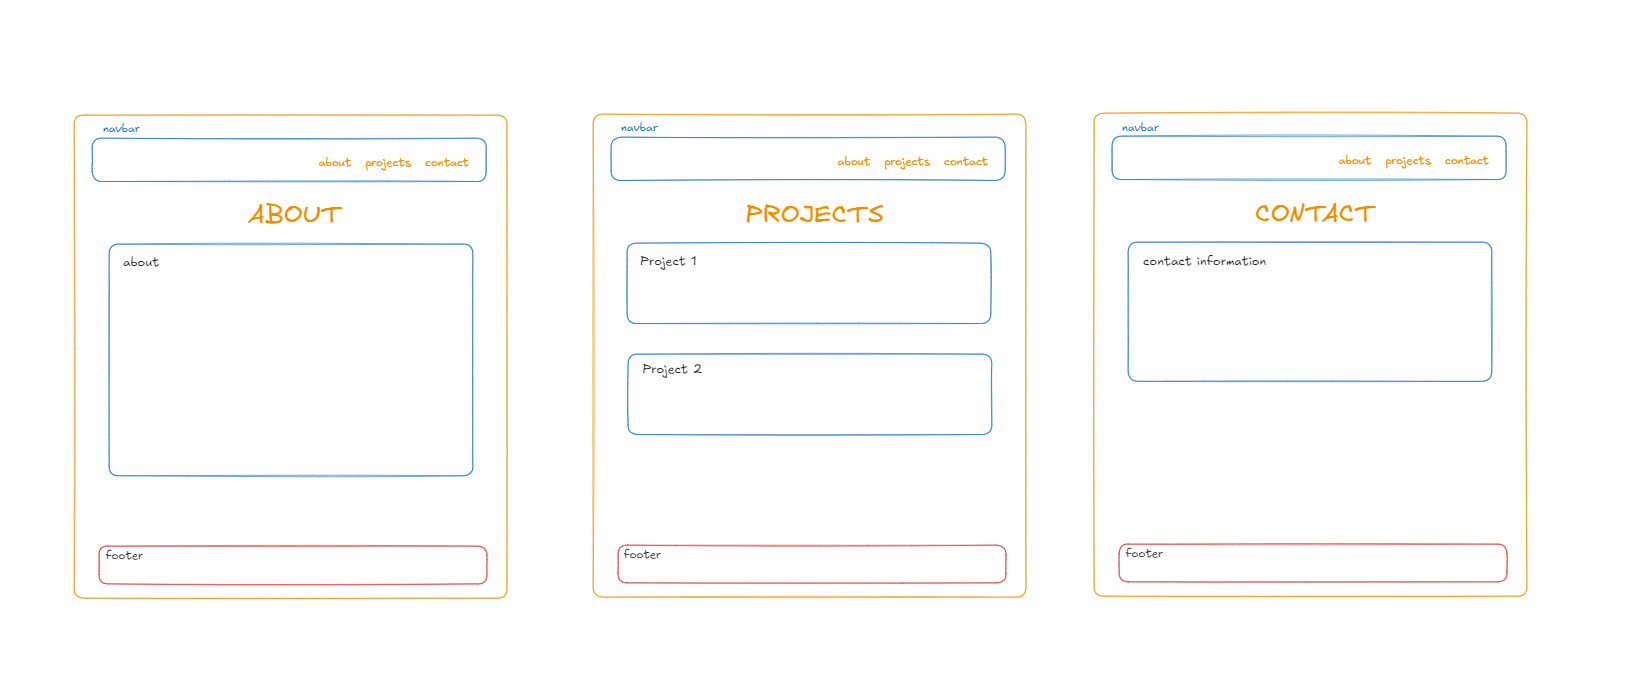 navbar
about projects contact
ABOUT
about
footer
navbar
about projects contact
PROJECTS
Project 1
Project 2
footer
navbar
about projects contact
CONTACT
contact information
footer